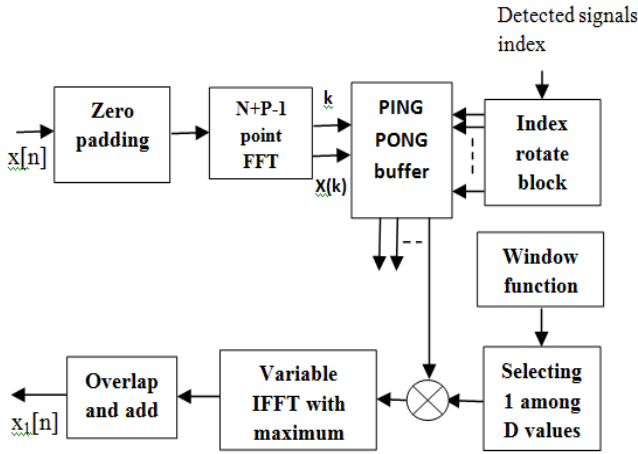 Detected signals
index
x[n]
Zero
padding
N+P-1
point
FFT
k
X(k)
PING
PONG
buffer
Index
rotate
block
Window
function
Selecting
1 among
D values
Variable
IFFT with
maximum
Overlap
and add
x₁[n]